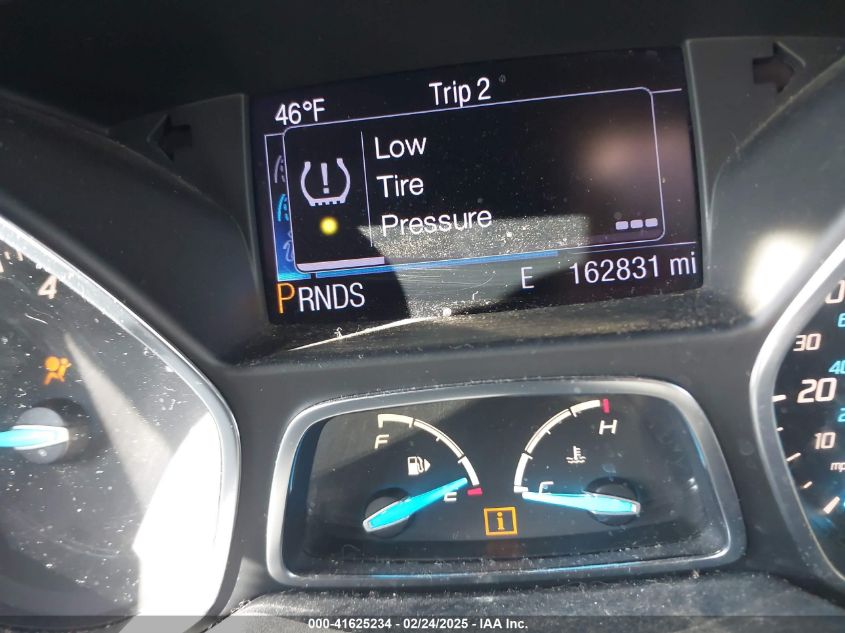 Trip 2
46°F
Low
Tire
Pressure
E
162831 mi
PRNDS
4
30
20
10
F
E
H
i
000-41625234 - 02/24/2025 - IAA Inc.